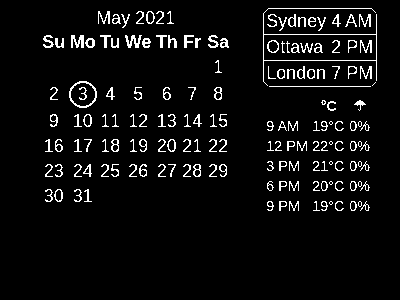 May 2021
Su Mo Tu We Th Fr Sa
1
2 3 4 5 6 7 8
9 10 11 12 13 14 15
16 17 18 19 20 21 22
23 24 25 26 27 28 29
30 31
Sydney 4 AM
Ottawa 2 PM
London 7 PM
°C ☂
9 AM 19°C 0%
12 PM 22°C 0%
3 PM 21°C 0%
6 PM 20°C 0%
9 PM 19°C 0%